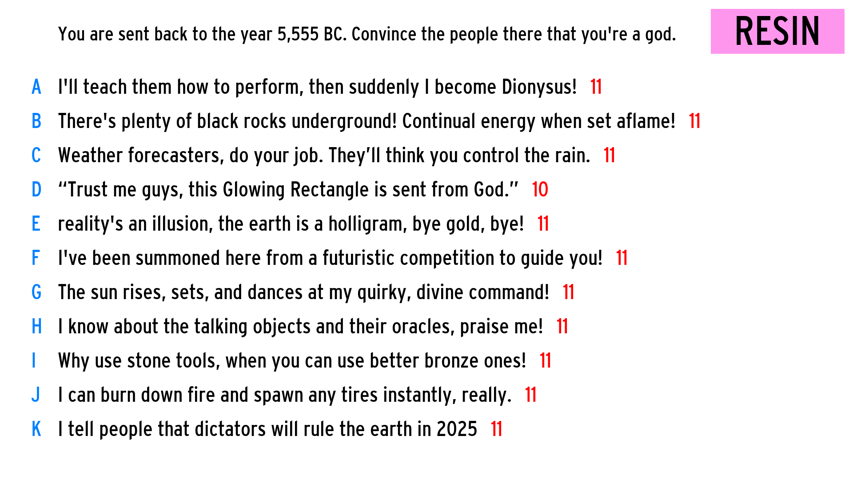 You are sent back to the year 5,555 BC. Convince the people there that you're a god.
RESIN
A I'll teach them how to perform, then suddenly I become Dionysus! 11
B There's plenty of black rocks underground! Continual energy when set aflame! 11
C Weather forecasters, do your job. They’ll think you control the rain. 11
D “Trust me guys, this Glowing Rectangle is sent from God.” 10
E reality's an illusion, the earth is a holligram, bye gold, bye! 11
F I've been summoned here from a futuristic competition to guide you! 11
G The sun rises, sets, and dances at my quirky, divine command! 11
H I know about the talking objects and their oracles, praise me! 11
I Why use stone tools, when you can use better bronze ones! 11
J I can burn down fire and spawn any tires instantly, really. 11
K I tell people that dictators will rule the earth in 2025 11